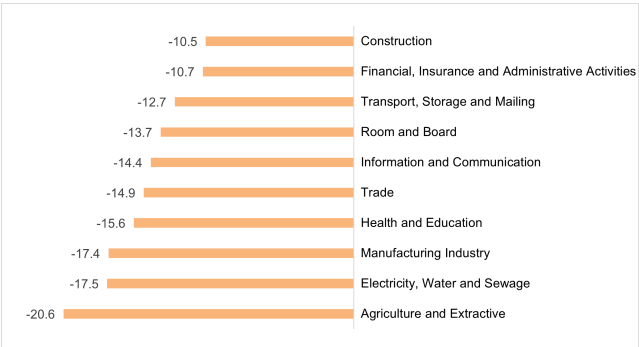 -10.5 Construction
-10.7 Financial, Insurance and Administrative Activities
-12.7 Transport, Storage and Mailing
-13.7 Room and Board
-14.4 Information and Communication
-14.9 Trade
-15.6 Health and Education
-17.4 Manufacturing Industry
-17.5 Electricity, Water and Sewage
-20.6 Agriculture and Extractive